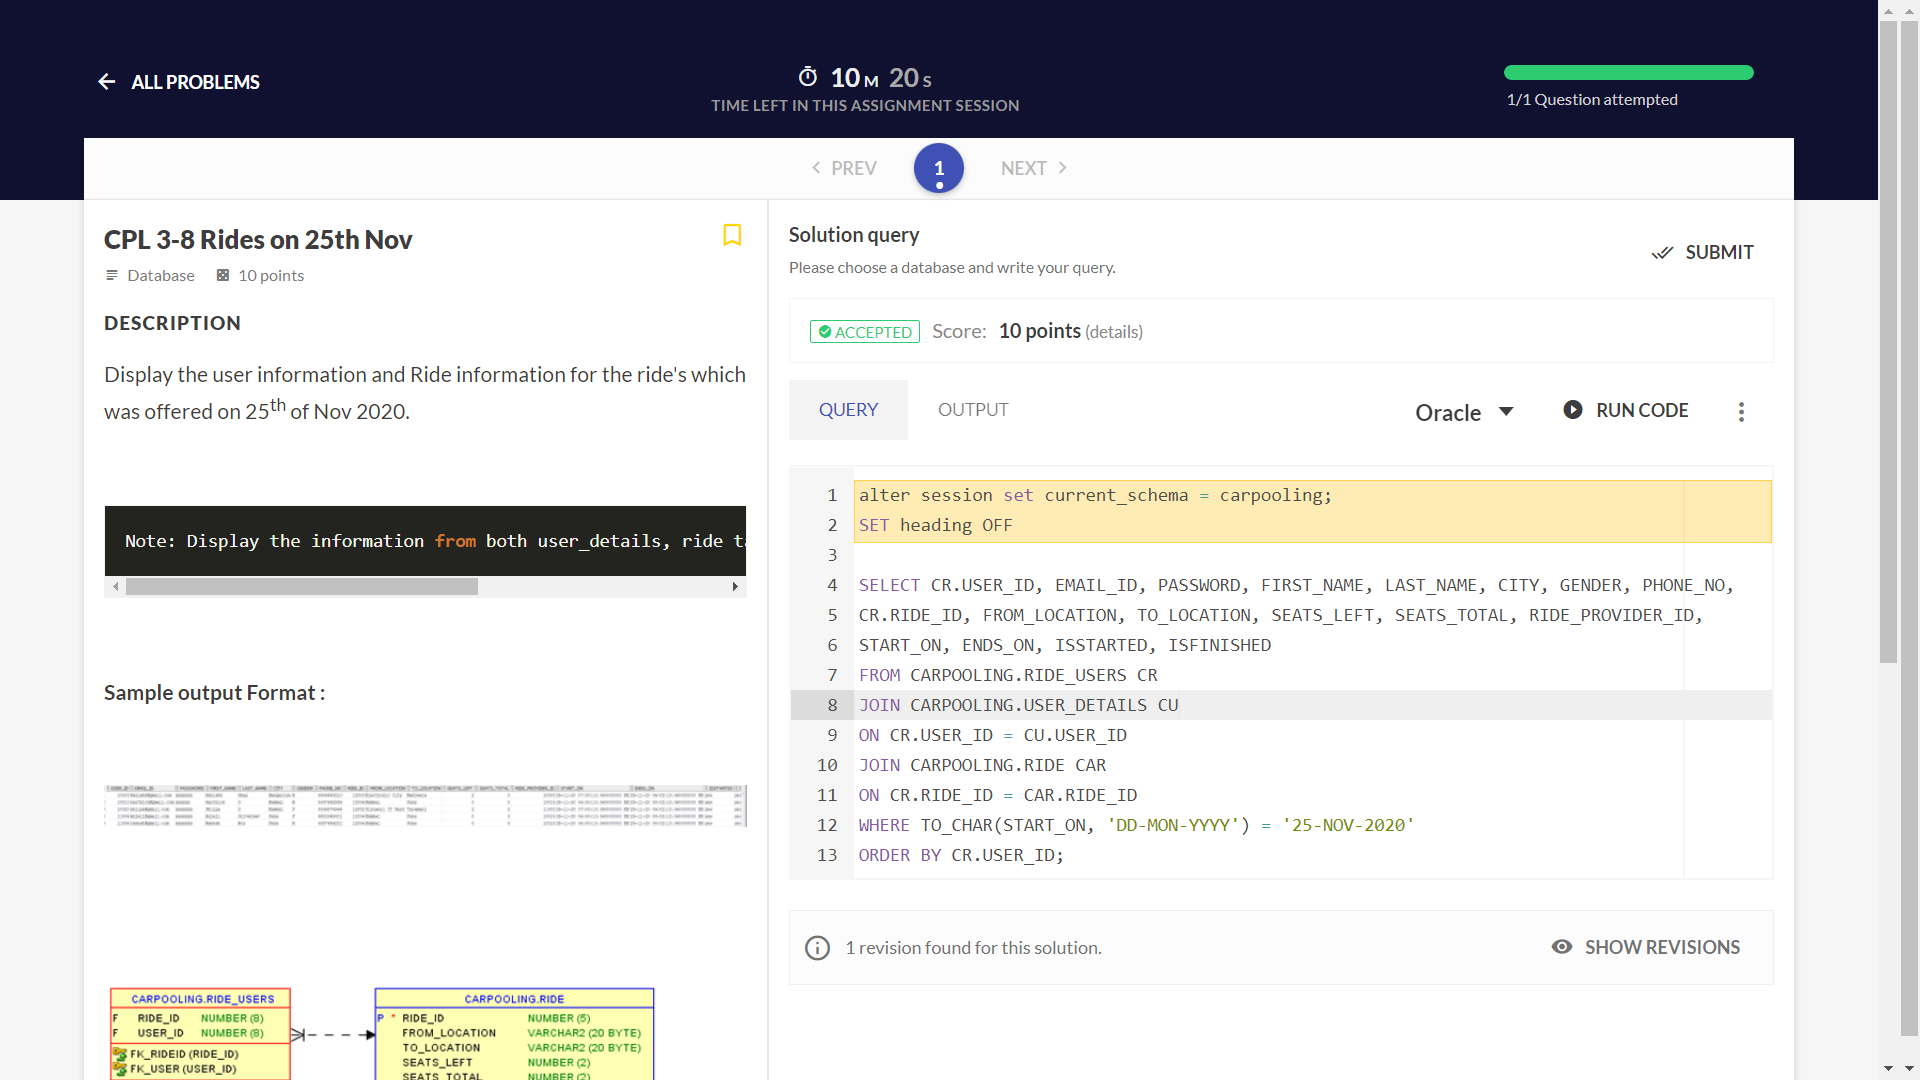 ALL PROBLEMS
10 M 20 S
TIME LEFT IN THIS ASSIGNMENT SESSION
1/1 Question attempted
PREV
1
NEXT
CPL 3-8 Rides on 25th Nov
Database 10 points
DESCRIPTION
Display the user information and Ride information for the ride's which
was offered on 25th of Nov 2020.
Note: Display the information from both user_details, ride
Sample output Format :
CARPOOLING.RIDE_USERS
F RIDE_ID NUMBER (8)
F USER_ID NUMBER (8)
FK_RIDEID (RIDE_ID)
FK_USER (USER_ID)
CARPOOLING.RIDE
P * RIDE_ID NUMBER (5)
FROM_LOCATION VARCHAR2 (20 BYTE)
TO_LOCATION VARCHAR2 (20 BYTE)
SEATS_LEFT NUMBER (2)
SEATS_TOTAL NUMBER (2)
Solution query
Please choose a database and write your query.
SUBMIT
ACCEPTED Score: 10 points (details)
QUERY
OUTPUT
Oracle
RUN CODE
1 alter session set current_schema = carpooling;
2 SET heading OFF
3
4 SELECT CR.USER_ID, EMAIL_ID, PASSWORD, FIRST_NAME, LAST_NAME, CITY, GENDER, PHONE_NO,
5 CR.RIDE_ID, FROM_LOCATION, TO_LOCATION, SEATS_LEFT, SEATS_TOTAL, RIDE_PROVIDER_ID,
6 START_ON, ENDS_ON, ISSTARTED, ISFINISHED
7 FROM CARPOOLING.RIDE_USERS CR
8 JOIN CARPOOLING.USER_DETAILS CU
9 ON CR.USER_ID = CU.USER_ID
10 JOIN CARPOOLING.RIDE CAR
11 ON CR.RIDE_ID = CAR.RIDE_ID
12 WHERE TO_CHAR(START_ON, 'DD-MON-YYYY') = '25-NOV-2020'
13 ORDER BY CR.USER_ID;
1 revision found for this solution.
SHOW REVISIONS